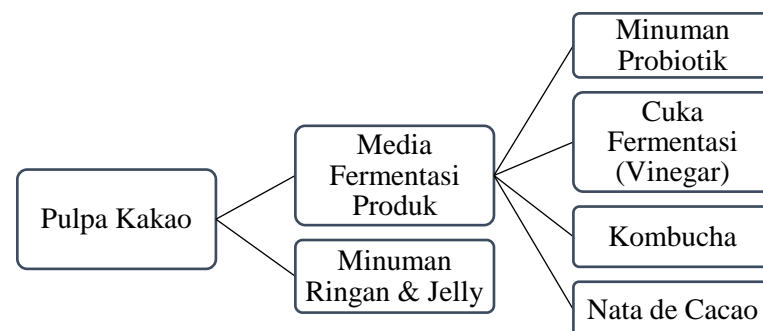 Pulpa Kakao
Media
Fermentasi
Produk
Minuman
Ringan & Jelly
Minuman
Probiotik
Cuka
Fermentasi
(Vinegar)
Kombucha
Nata de Cacao